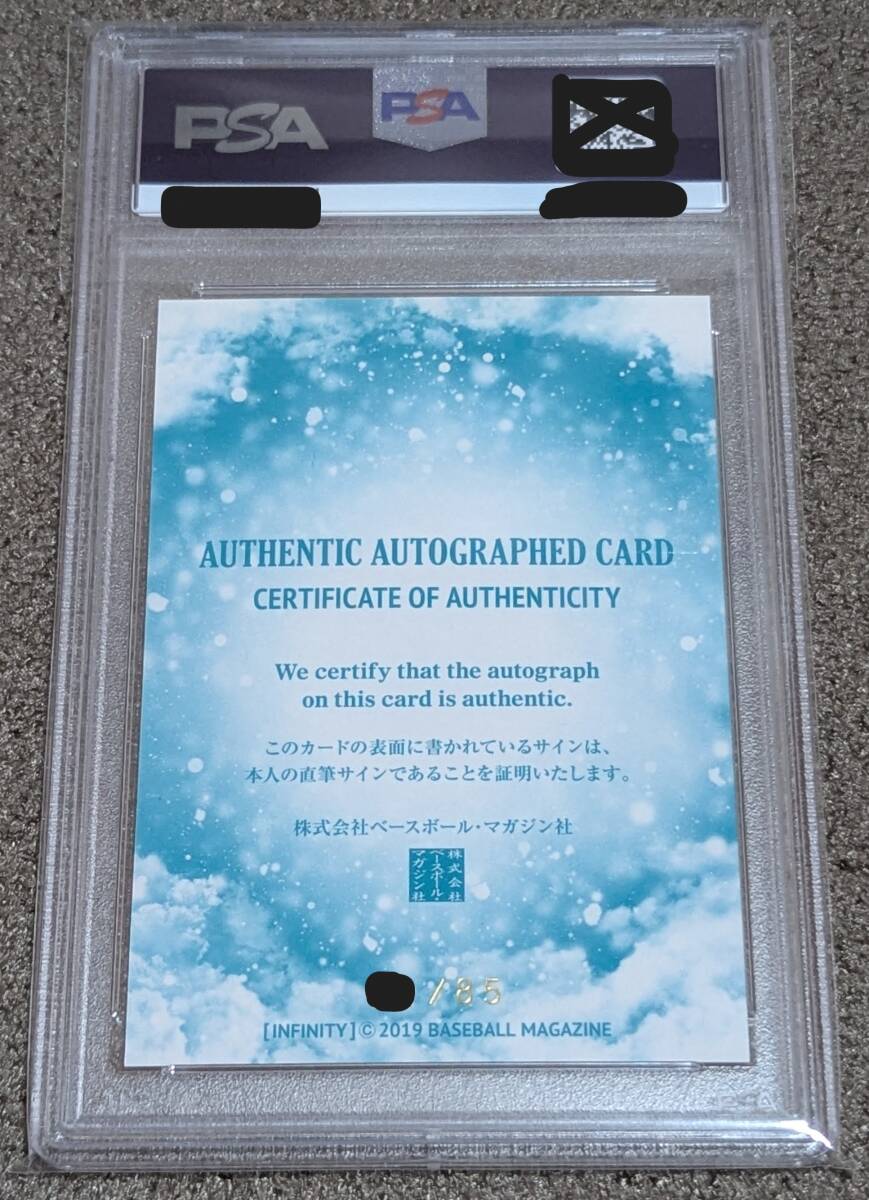 PSA
PSA
AUTHENTIC AUTOGRAPHED CARD
CERTIFICATE OF AUTHENTICITY
We certify that the autograph
on this card is authentic.
このカードの表面に書かれているサインは、
本人の直筆サインであることを証明いたします。
株式会社ベースボール・マガジン社
株式会社
ベースボール・
マガジン社
/85
[INFINITY]© 2019 BASEBALL MAGAZINE